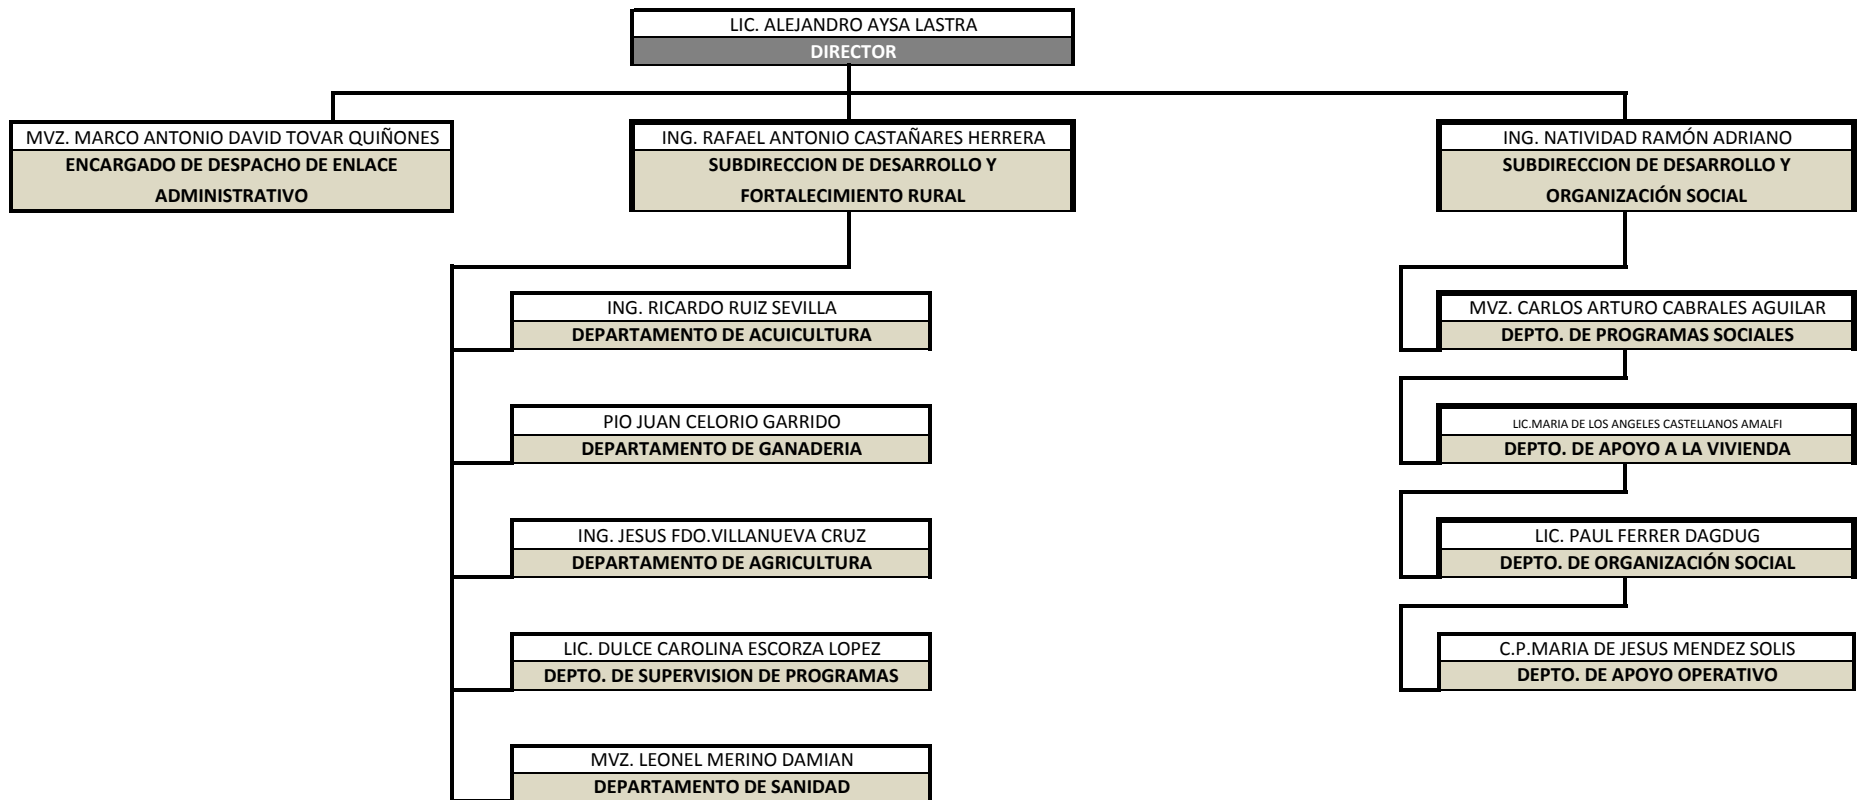 LIC. ALEJANDRO AYSA LASTRA
DIRECTOR
MVZ. MARCO ANTONIO DAVID TOVAR QUIÑONES
ENCARGADO DE DESPACHO DE ENLACE
ADMINISTRATIVO
ING. RAFAEL ANTONIO CASTAÑARES HERRERA
SUBDIRECCION DE DESARROLLO Y
FORTALECIMIENTO RURAL
ING. NATIVIDAD RAMÓN ADRIANO
SUBDIRECCION DE DESARROLLO Y
ORGANIZACIÓN SOCIAL
ING. RICARDO RUIZ SEVILLA
DEPARTAMENTO DE ACUICULTURA
PIO JUAN CELORIO GARRIDO
DEPARTAMENTO DE GANADERIA
ING. JESUS FDO.VILLANUEVA CRUZ
DEPARTAMENTO DE AGRICULTURA
LIC. DULCE CAROLINA ESCORZA LOPEZ
DEPTO. DE SUPERVISION DE PROGRAMAS
MVZ. LEONEL MERINO DAMIAN
DEPARTAMENTO DE SANIDAD
MVZ. CARLOS ARTURO CABRALES AGUILAR
DEPTO. DE PROGRAMAS SOCIALES
LIC.MARIA DE LOS ANGELES CASTELLANOS AMALFI
DEPTO. DE APOYO A LA VIVIENDA
LIC. PAUL FERRER DAGDUG
DEPTO. DE ORGANIZACIÓN SOCIAL
C.P.MARIA DE JESUS MENDEZ SOLIS
DEPTO. DE APOYO OPERATIVO